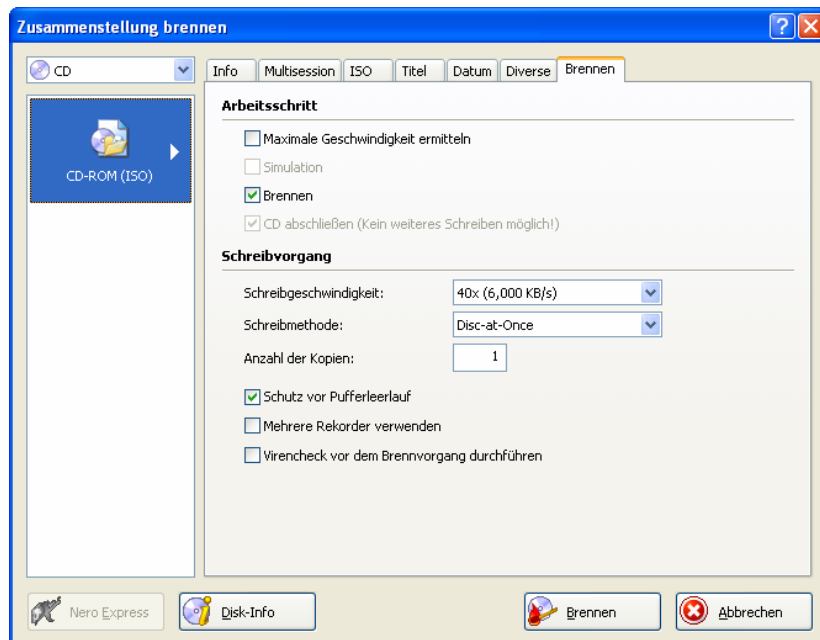 Zusammenstellung brennen
CD
Info Multisession ISO Titel Datum Diverse Brennen
CD-ROM (ISO)
Arbeitsschritt
Maximale Geschwindigkeit ermitteln
Simulation
Brennen
CD abschließen (Kein weiteres Schreiben möglich!)
Schreibvorgang
Schreibgeschwindigkeit: 40x (6,000 KB/s)
Schreibmethode: Disc-at-Once
Anzahl der Kopien: 1
Schutz vor Pufferleerlauf
Mehrere Rekorder verwenden
Virencheck vor dem Brennvorgang durchführen
Nero Express Disk-Info Brennen Abbrechen